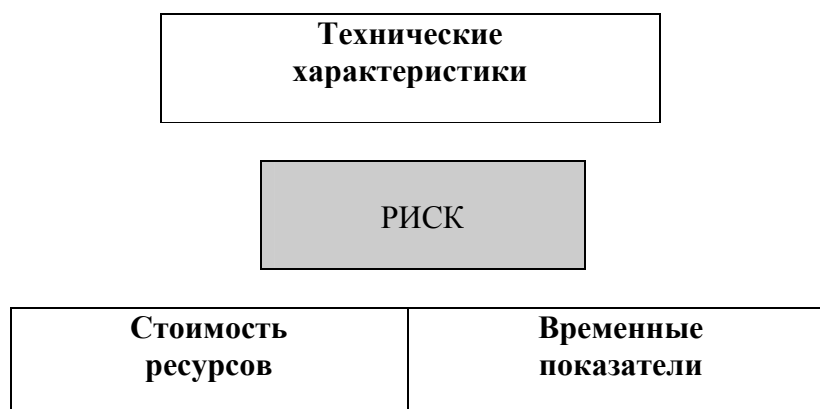 Технические
характеристики
РИСК
Стоимость
ресурсов
Временные
показатели